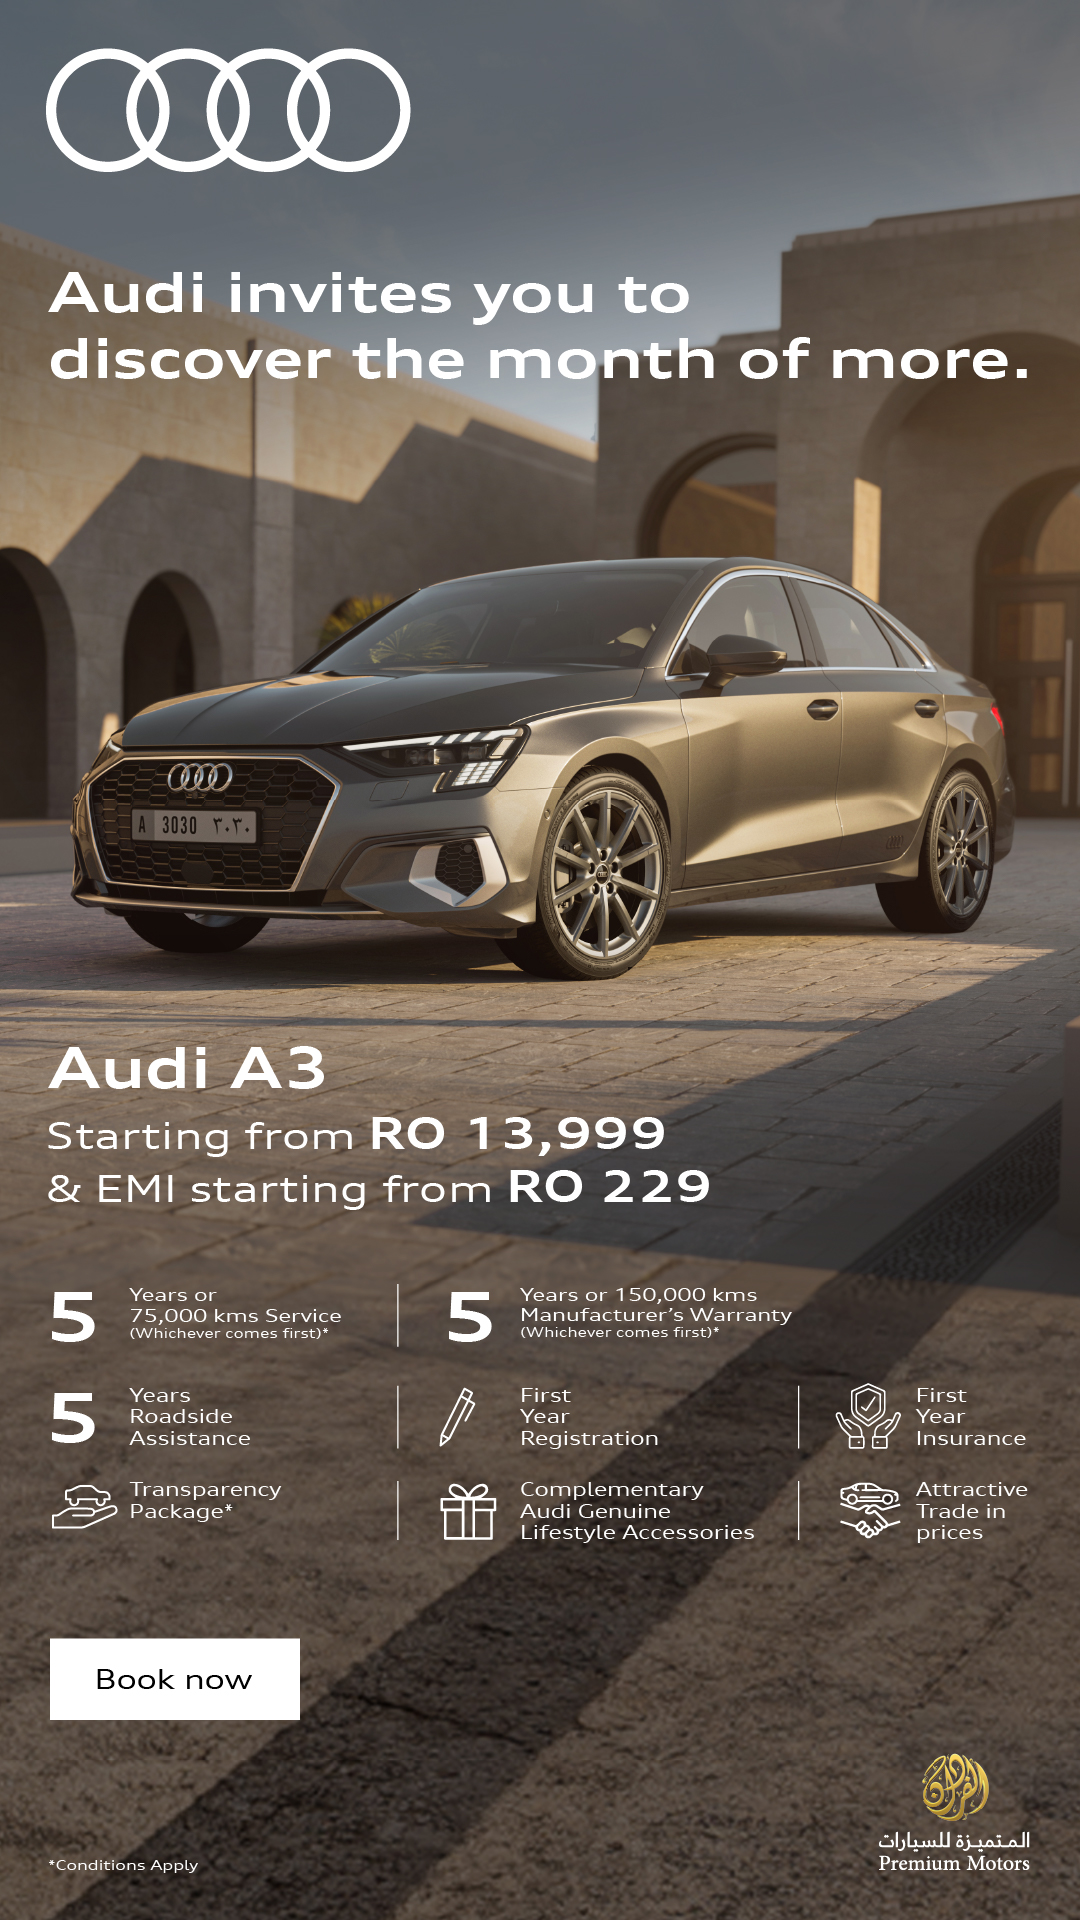 Audi invites you to
discover the month of more.
A 3030 ٣٠٣٠
Audi A3
Starting from RO 13,999
& EMI starting from RO 229
5 Years or
75,000 kms Service
(Whichever comes first)*
5 Years or 150,000 kms
Manufacturer's Warranty
(Whichever comes first)*
5 Years
Roadside
Assistance
First
Year
Registration
First
Year
Insurance
Transparency
Package*
Complementary
Audi Genuine
Lifestyle Accessories
Attractive
Trade in
prices
Book now
المتميزة للسيارات
Premium Motors
*Conditions Apply